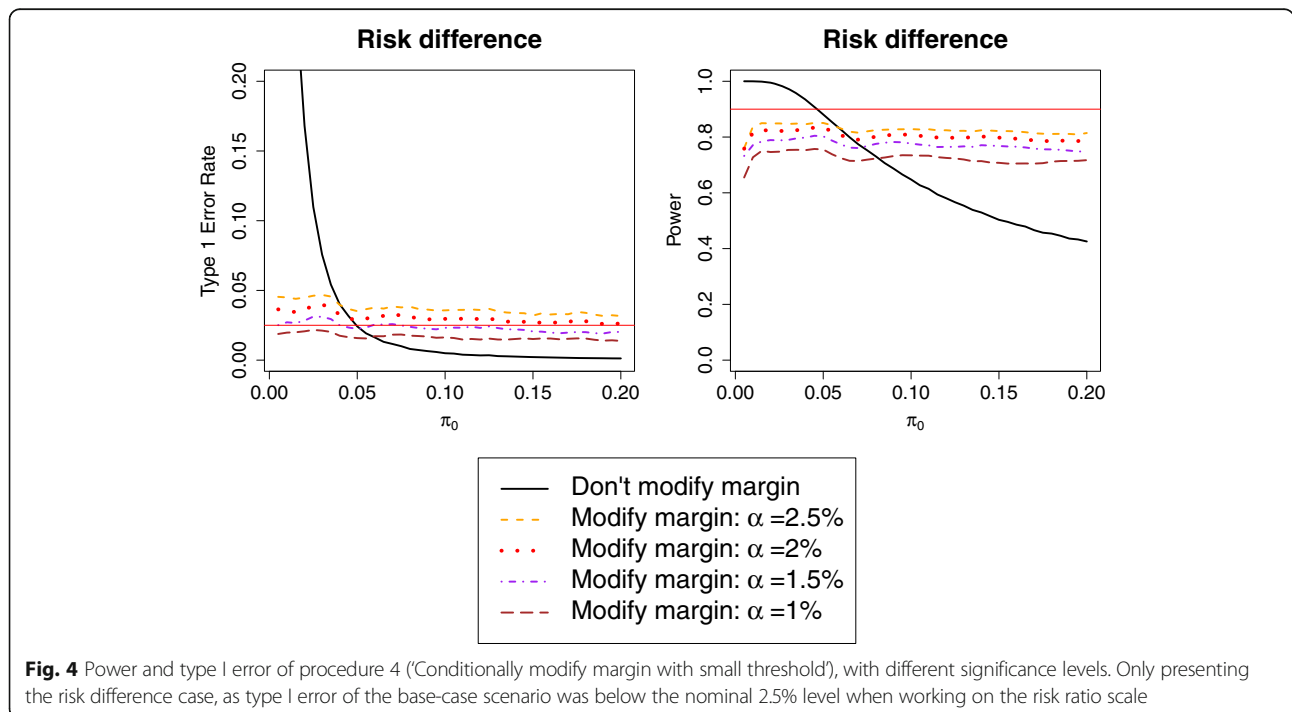 Risk difference
Type 1 Error Rate
0.20
0.15
0.10
0.05
0.00
0.00 0.05 0.10 0.15 0.20
π0
Risk difference
Power
1.0
0.8
0.6
0.4
0.2
0.0
0.00 0.05 0.10 0.15 0.20
π0
Don't modify margin
Modify margin: α =2.5%
Modify margin: α =2%
Modify margin: α =1.5%
Modify margin: α =1%
Fig. 4 Power and type I error of procedure 4 (‘Conditionally modify margin with small threshold’), with different significance levels. Only presenting
the risk difference case, as type I error of the base-case scenario was below the nominal 2.5% level when working on the risk ratio scale